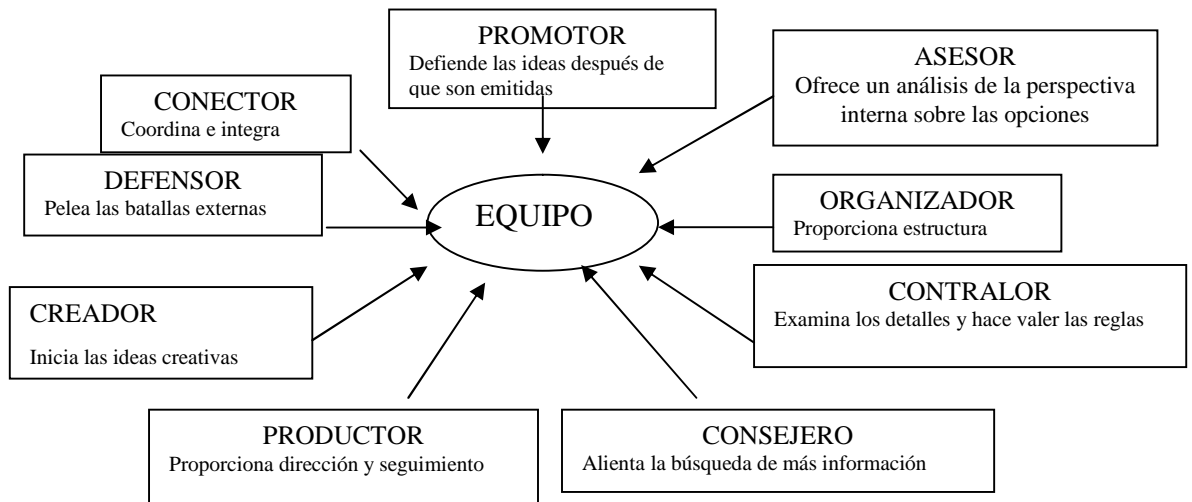 PROMOTOR
Defiende las ideas después de
que son emitidas
ASESOR
Ofrece un análisis de la perspectiva
interna sobre las opciones
CONECTOR
Coordina e integra
DEFENSOR
Pelea las batallas externas
EQUIPO
ORGANIZADOR
Proporciona estructura
CREADOR
Inicia las ideas creativas
CONTRALOR
Examina los detalles y hace valer las reglas
PRODUCTOR
Proporciona dirección y seguimiento
CONSEJERO
Alienta la búsqueda de más información